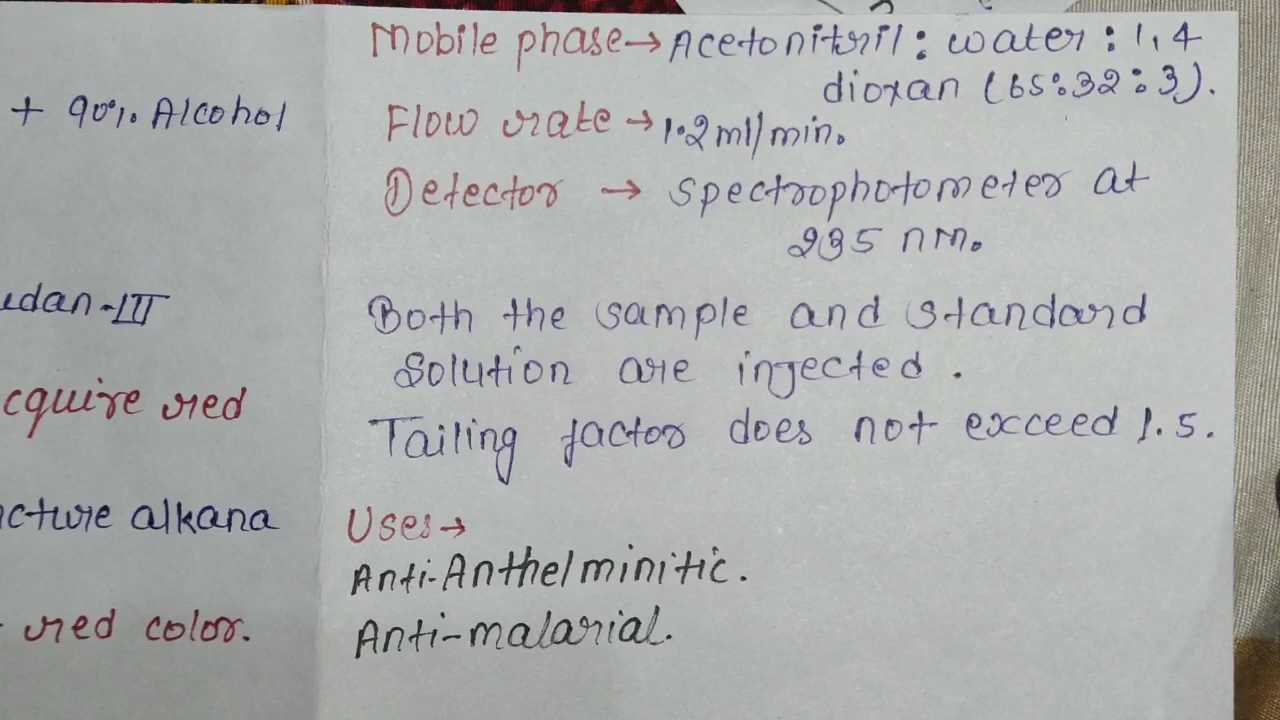 + 90% Alcohol
udan-III
cquire red
cture alkana
red color.
Mobile phase→ Acetonitril : water : 1,4
dioxan (65:32:3).
Flow rate → 1.2ml/min.
Detector → Spectrophotometer at
235 nm.
Both the sample and standard
solution are injected.
Tailing factor does not exceed 1.5.
Uses→
Anti-Anthelminitic.
Anti-malarial.